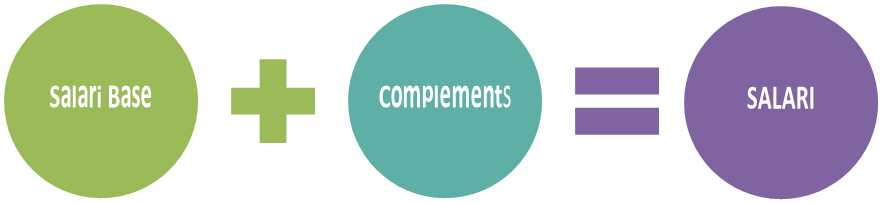 Salari Base
+
Complements
=
SALARI